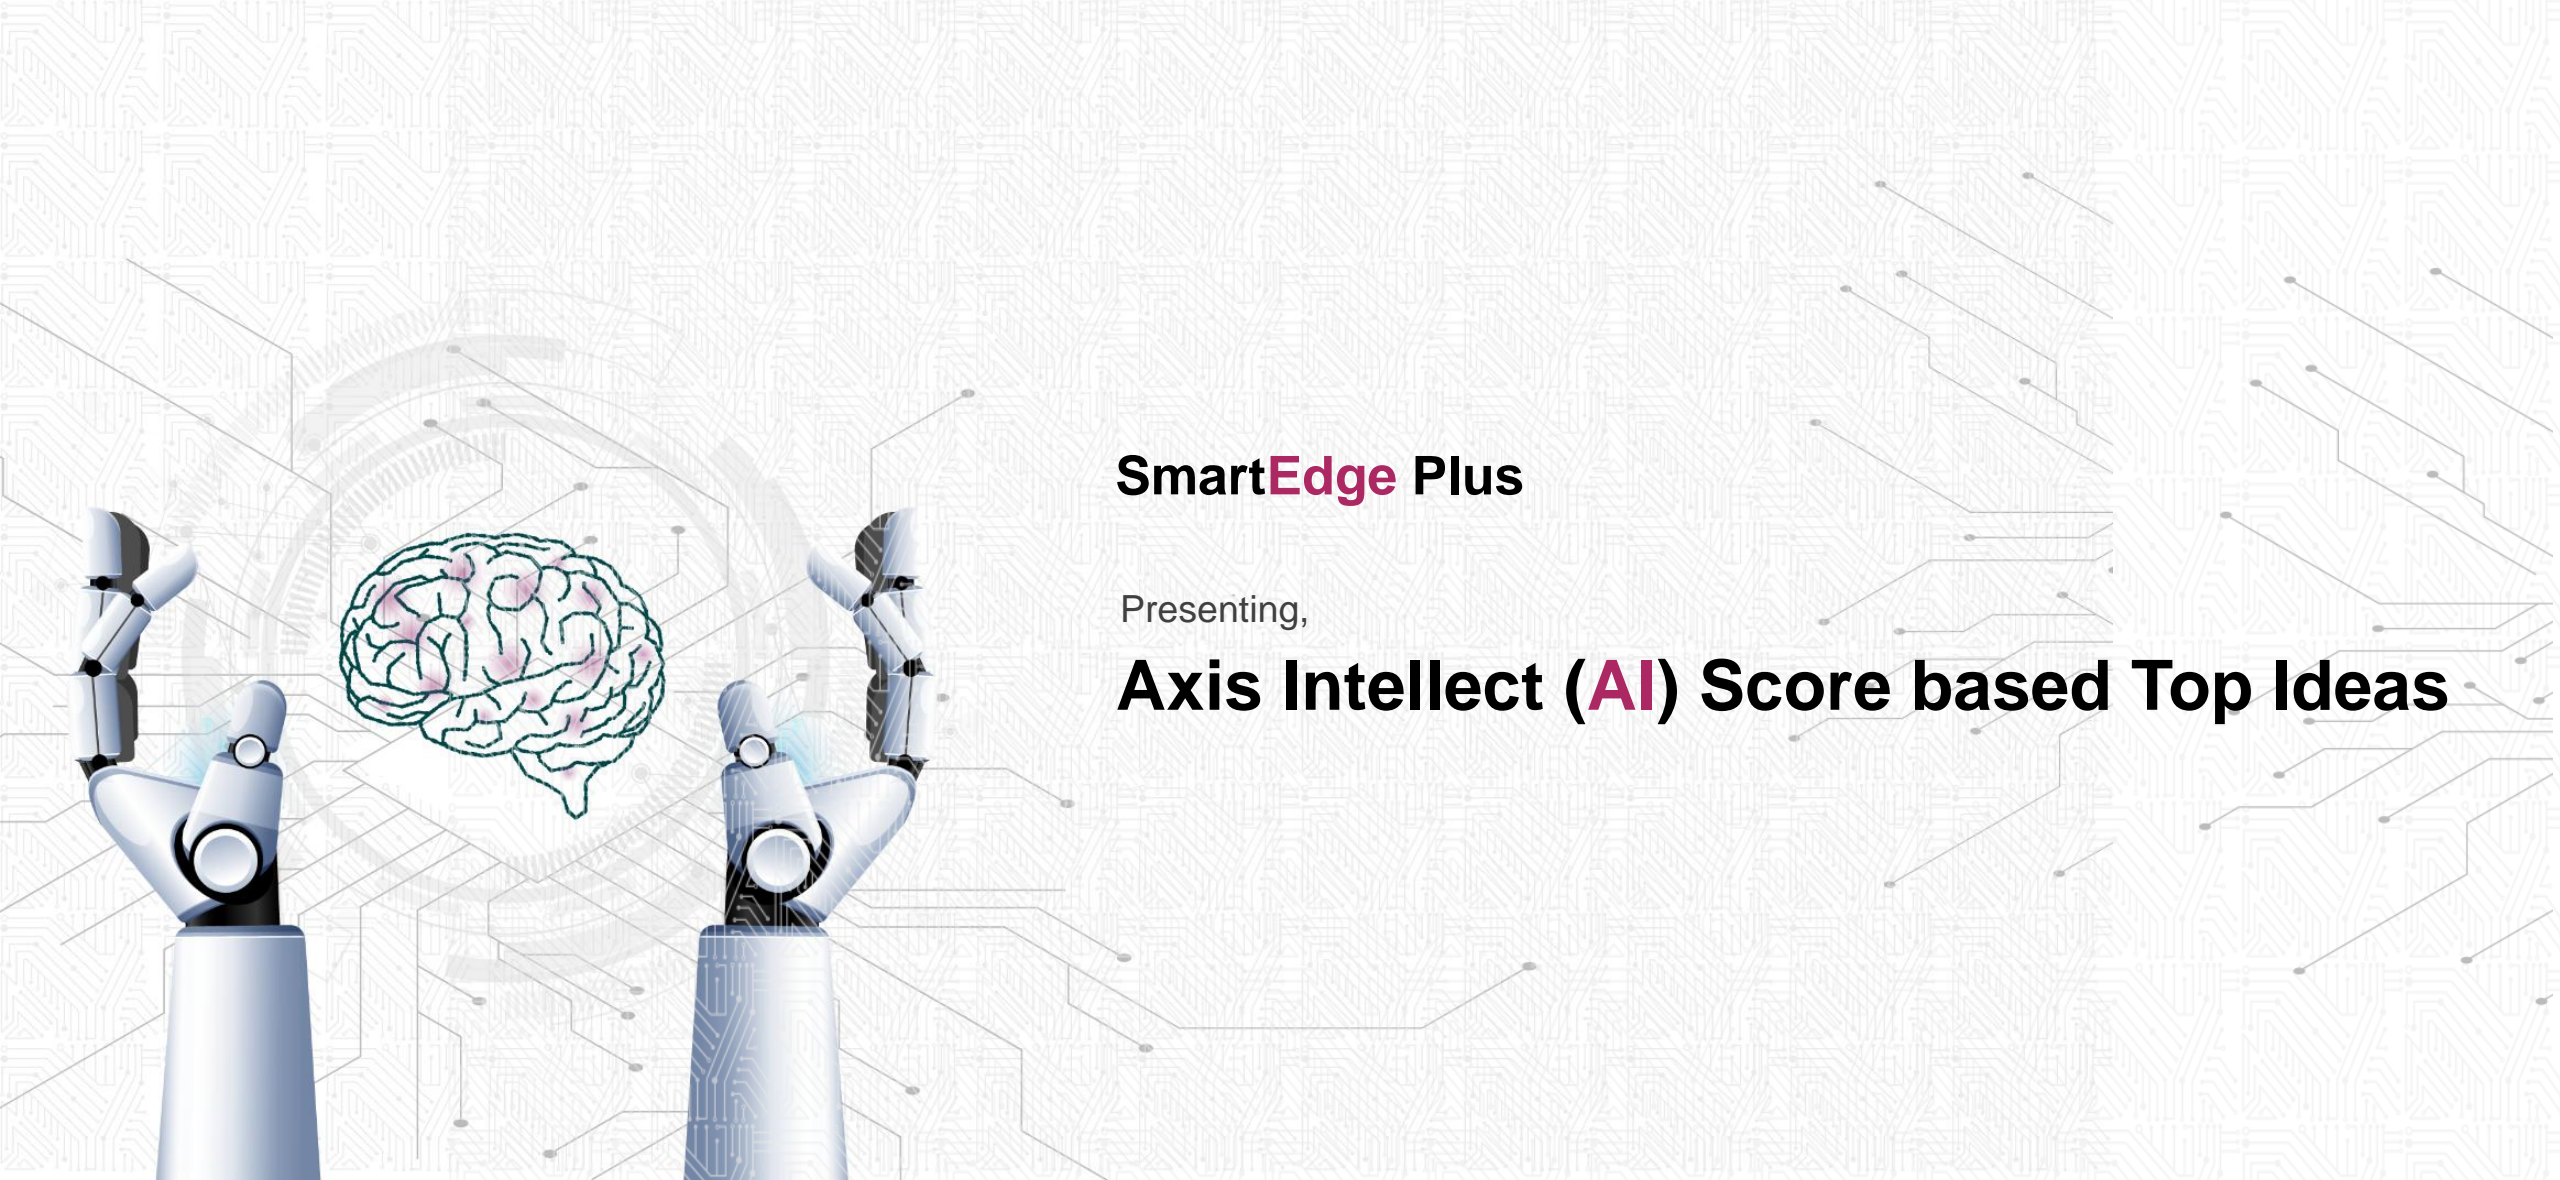 SmartEdge Plus
Presenting,
Axis Intellect (AI) Score based Top Ideas